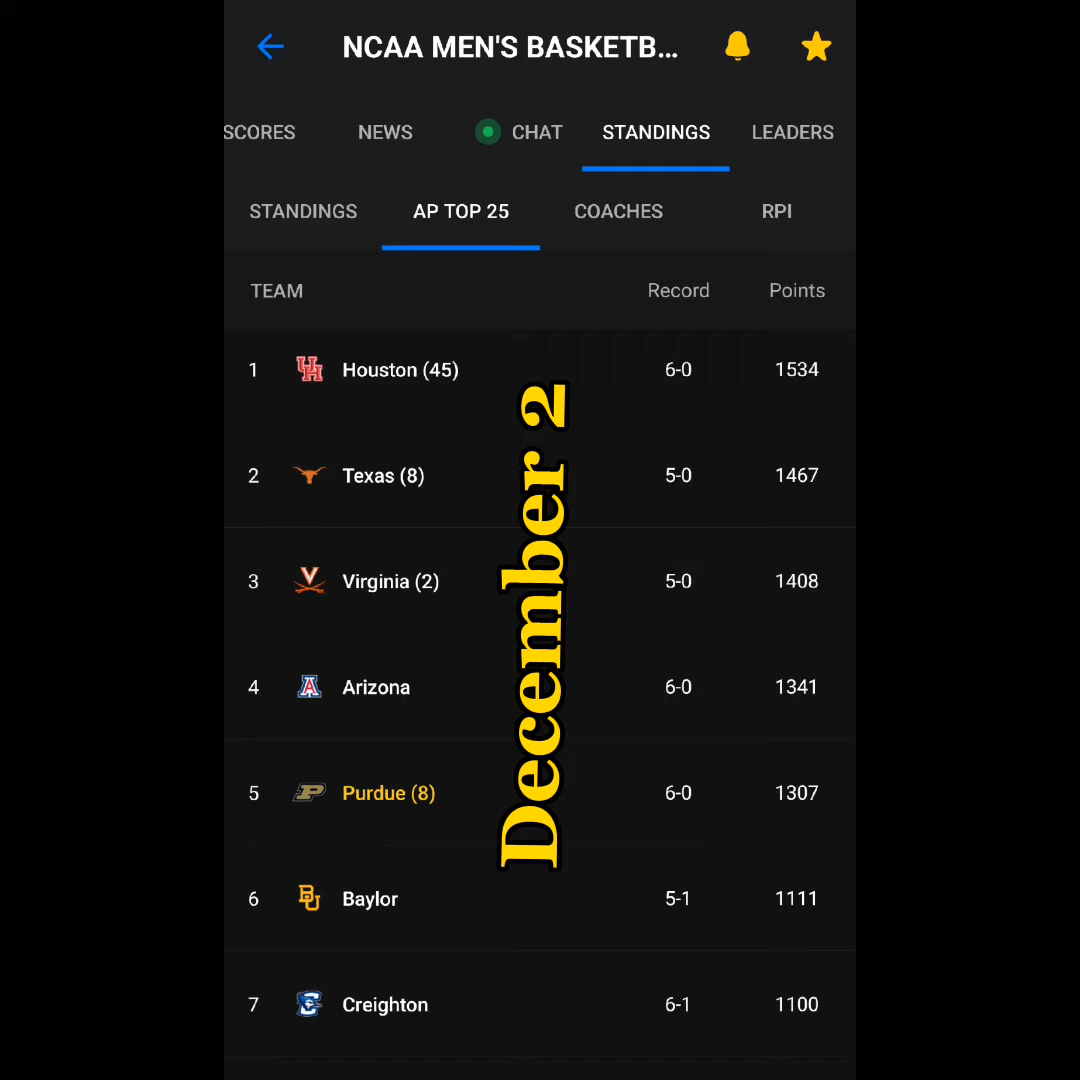 NCAA MEN'S BASKETB...
SCORES NEWS CHAT STANDINGS LEADERS
STANDINGS AP TOP 25 COACHES RPI
TEAM Record Points
1 Houston (45) 6-0 1534
2 Texas (8) 5-0 1467
3 Virginia (2) 5-0 1408
4 Arizona 6-0 1341
5 Purdue (8) 6-0 1307
6 Baylor 5-1 1111
7 Creighton 6-1 1100
December 2